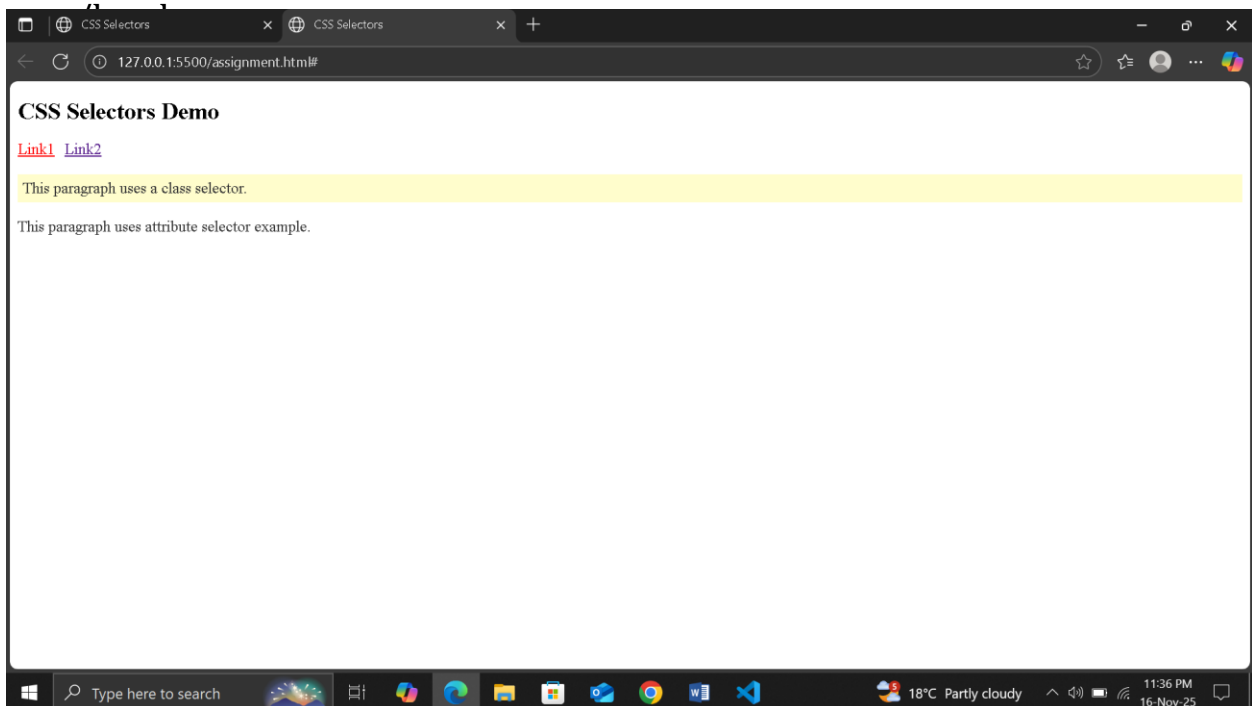 CSS Selectors
CSS Selectors
127.0.0.1:5500/assignment.html#
CSS Selectors Demo
Link1 Link2
This paragraph uses a class selector.
This paragraph uses attribute selector example.
Type here to search
18°C Partly cloudy
11:36 PM
16-Nov-25